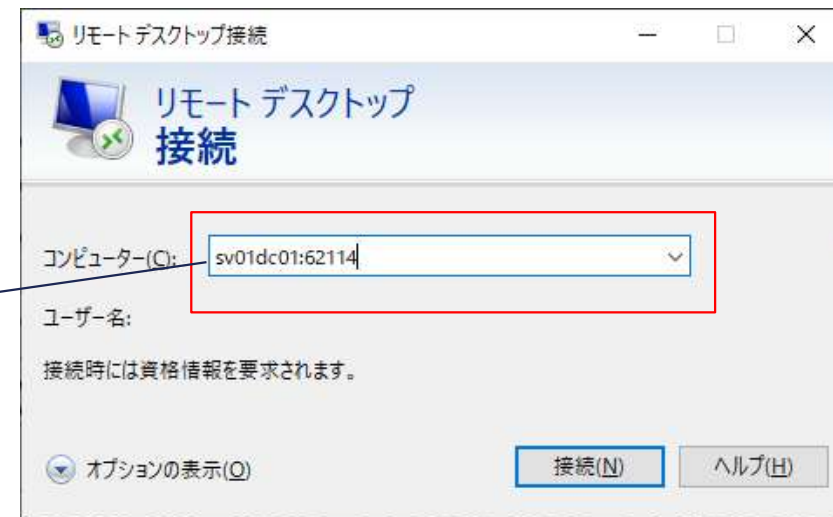 リモート デスクトップ接続
リモート デスクトップ
接続
コンピューター(C):
sv01dc01:62114
ユーザー名:
接続時には資格情報を要求されます。
オプションの表示(O)
接続(N)
ヘルプ(H)